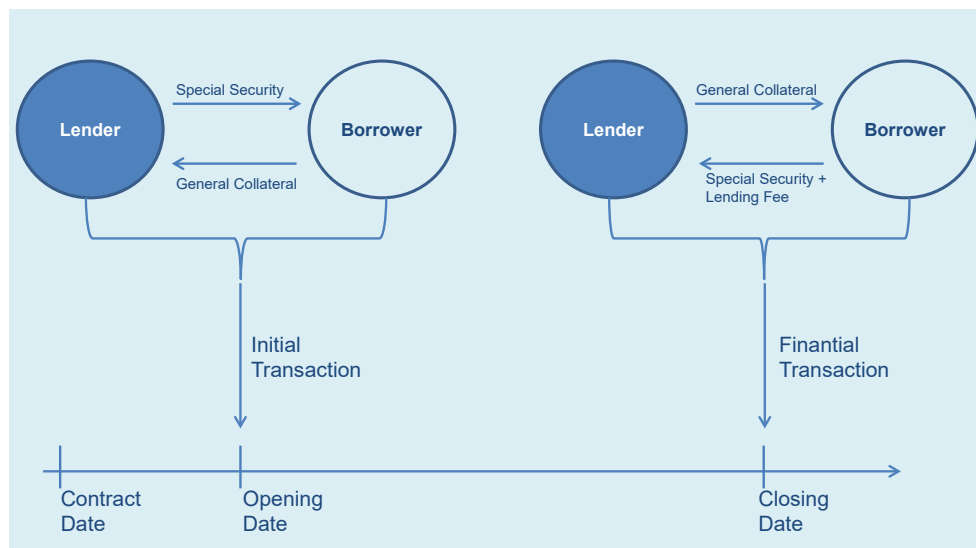 Special Security
Lender
Borrower
General Collateral
General Collateral
Lender
Borrower
Special Security +
Lending Fee
Initial
Transaction
Finantial
Transaction
Contract
Date
Opening
Date
Closing
Date